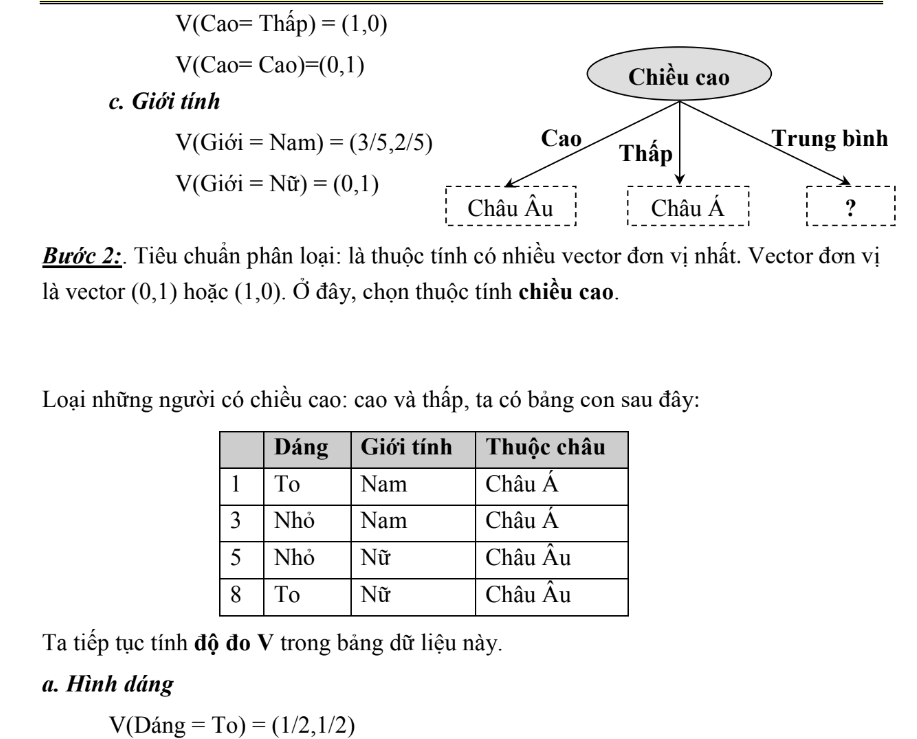 V(Cao= Thấp) = (1,0)
V(Cao= Cao)=(0,1)
c. Giới tính
V(Giới = Nam) = (3/5,2/5)
V(Giới = Nữ) = (0,1)
Chiều cao
Cao
Thấp
Trung bình
Châu Âu
Châu Á
?
Bước 2:. Tiêu chuẩn phân loại: là thuộc tính có nhiều vector đơn vị nhất. Vector đơn vị
là vector (0,1) hoặc (1,0). Ở đây, chọn thuộc tính chiều cao.
Loại những người có chiều cao: cao và thấp, ta có bảng con sau đây:
Dáng Giới tính Thuộc châu
1 To Nam Châu Á
3 Nhỏ Nam Châu Á
5 Nhỏ Nữ Châu Âu
8 To Nữ Châu Âu
Ta tiếp tục tính độ đo V trong bảng dữ liệu này.
a. Hình dáng
V(Dáng = To) = (1/2,1/2)